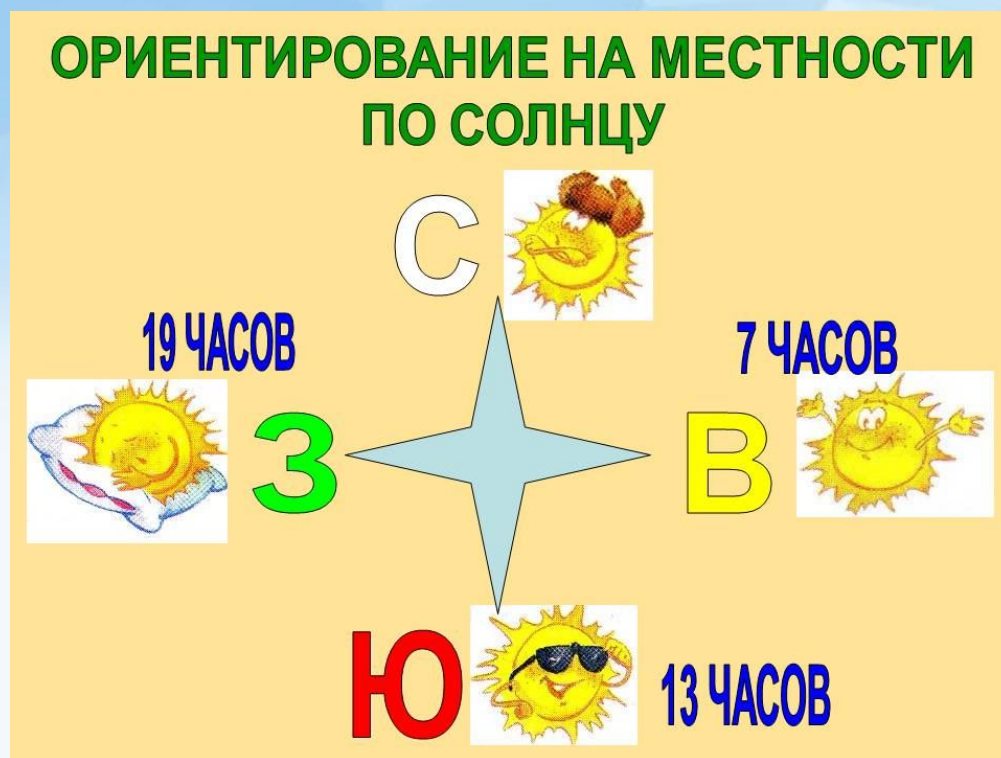 ОРИЕНТИРОВАНИЕ НА МЕСТНОСТИ
ПО СОЛНЦУ
С
19 ЧАСОВ
7 ЧАСОВ
З
В
Ю
13 ЧАСОВ